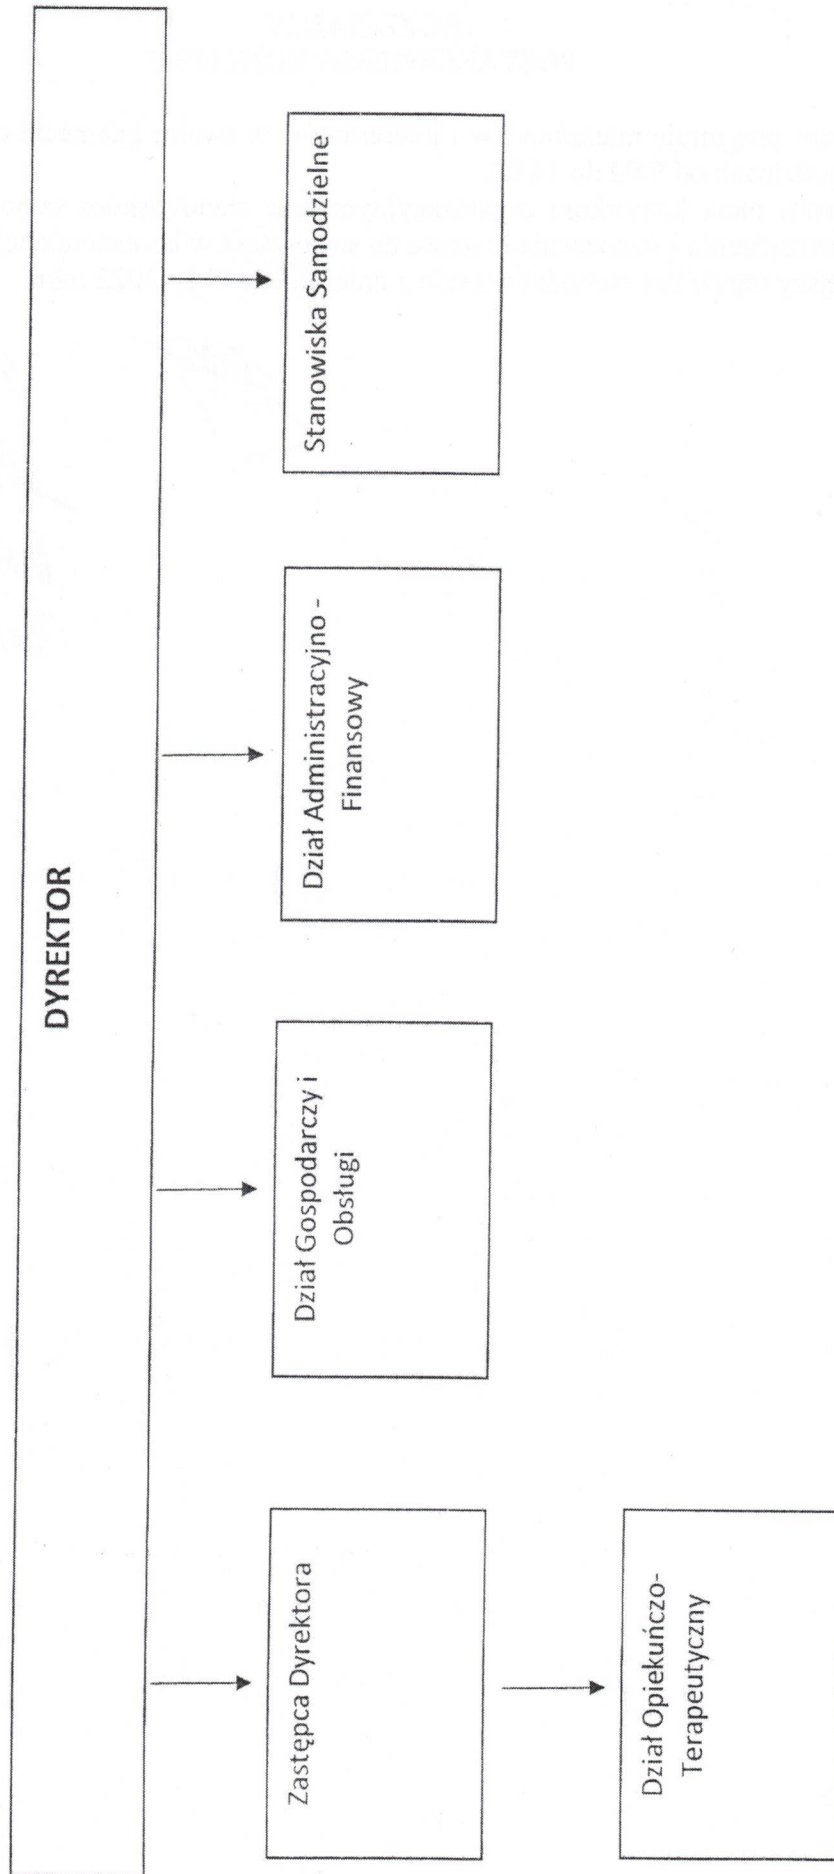 DYREKTOR
Zastępca Dyrektora
Dział Gospodarczy i
Obsługi
Dział Administracyjno -
Finansowy
Stanowiska Samodzielne
Dział Opiekuńczo-
Terapeutyczny